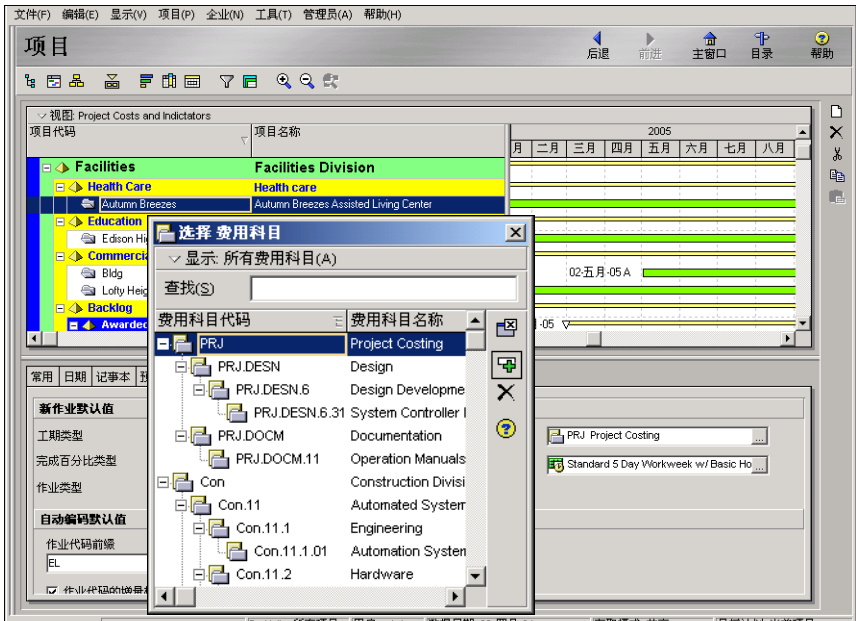 文件(F) 编辑(E) 显示(V) 项目(P) 企业(N) 工具(T) 管理员(A) 帮助(H)
项目
后退 前进 主窗口 目录 帮助
视图: Project Costs and Indictators
项目代码 项目名称 2005
月 二月 三月 四月 五月 六月 七月 八月
Facilities Facilities Division
Health Care Health care
Autumn Breezes Autumn Breezes Assisted Living Center
Education
Edison Hi
Commercia
Bldg 02-五月-05 A
Lofty Heig
Backlog
Awarded -05
选择 费用科目
显示: 所有费用科目(A)
查找(S)
费用科目代码 费用科目名称
PRJ Project Costing
PRJ.DESN Design
PRJ.DESN.6 Design Developme
PRJ.DESN.6.31 System Controller
PRJ.DOCM Documentation
PRJ.DOCM.11 Operation Manuals
Con Construction Divisi
Con.11 Automated System
Con.11.1 Engineering
Con.11.1.01 Automation System
Con.11.2 Hardware
常用 日期 记事本
新作业默认值
工期类型 PRJ Project Costing ...
完成百分比类型 Standard 5 Day Workweek w/ Basic Ho ...
作业类型
自动编码默认值
作业代码前缀
EL